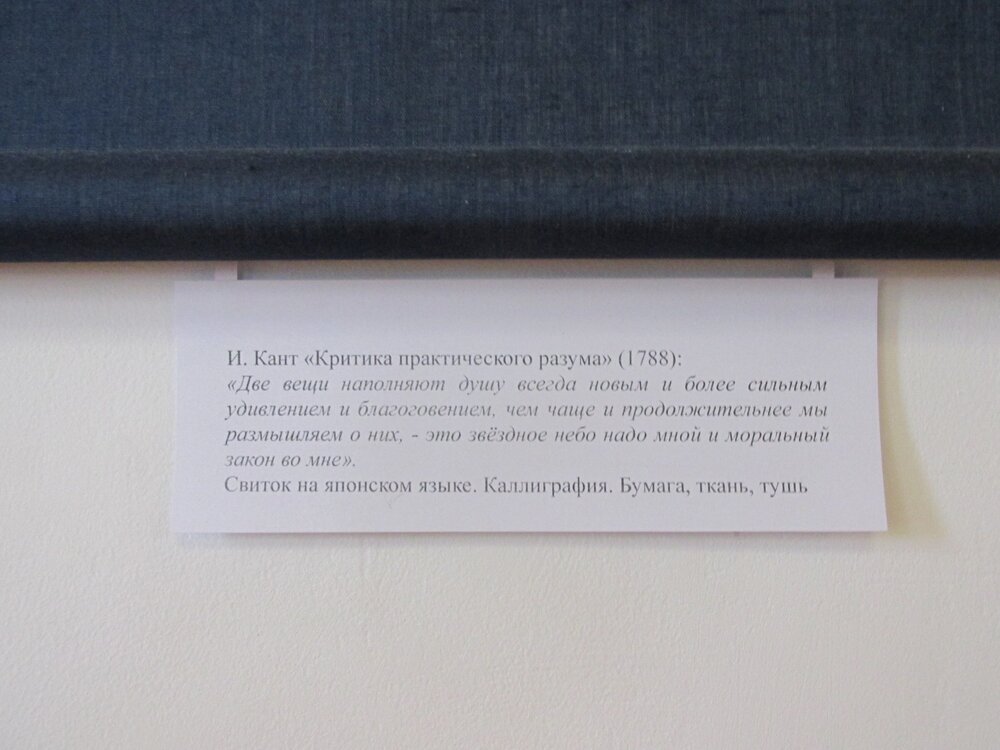 И. Кант «Критика практического разума» (1788):
«Две вещи наполняют душу всегда новым и более сильным
удивлением и благоговением, чем чаще и продолжительнее мы
размышляем о них, - это звёздное небо надо мной и моральный
закон во мне».
Свиток на японском языке. Каллиграфия. Бумага, ткань, тушь